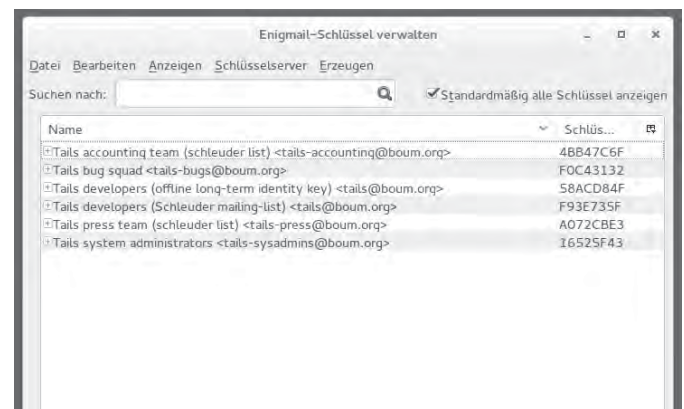 Enigmail-Schlüssel verwalten
Datei Bearbeiten Anzeigen Schlüsselserver Erzeugen
Suchen nach: Standardmäßig alle Schlüssel anzeigen
Name Schlüs...
Tails accounting team (schleuder list) <tails-accounting@boum.org> 4BB47C6F
Tails bug squad <tails-bugs@boum.org> F0C43132
Tails developers (offline long-term identity key) <tails@boum.org> 58ACD84F
Tails developers (Schleuder mailing-list) <tails@boum.org> F93E735F
Tails press team (schleuder list) <tails-press@boum.org> A072CBE3
Tails system administrators <tails-sysadmins@boum.org> 16525F43